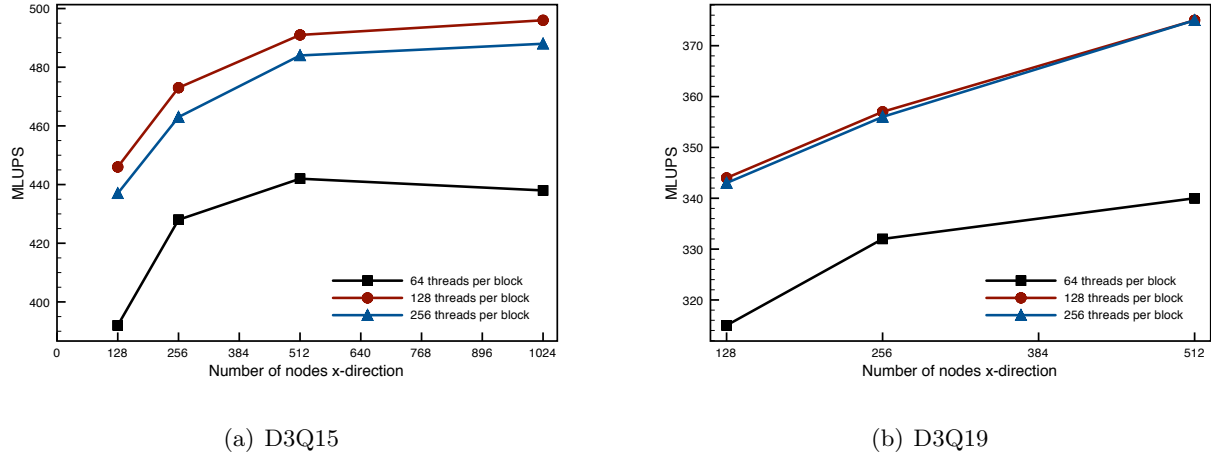 500
480
460
440
420
400
MLUPS
0 128 256 384 512 640 768 896 1024
Number of nodes x-direction
64 threads per block
128 threads per block
256 threads per block
(a) D3Q15
370
360
350
340
330
320
MLUPS
128 256 384 512
Number of nodes x-direction
64 threads per block
128 threads per block
256 threads per block
(b) D3Q19